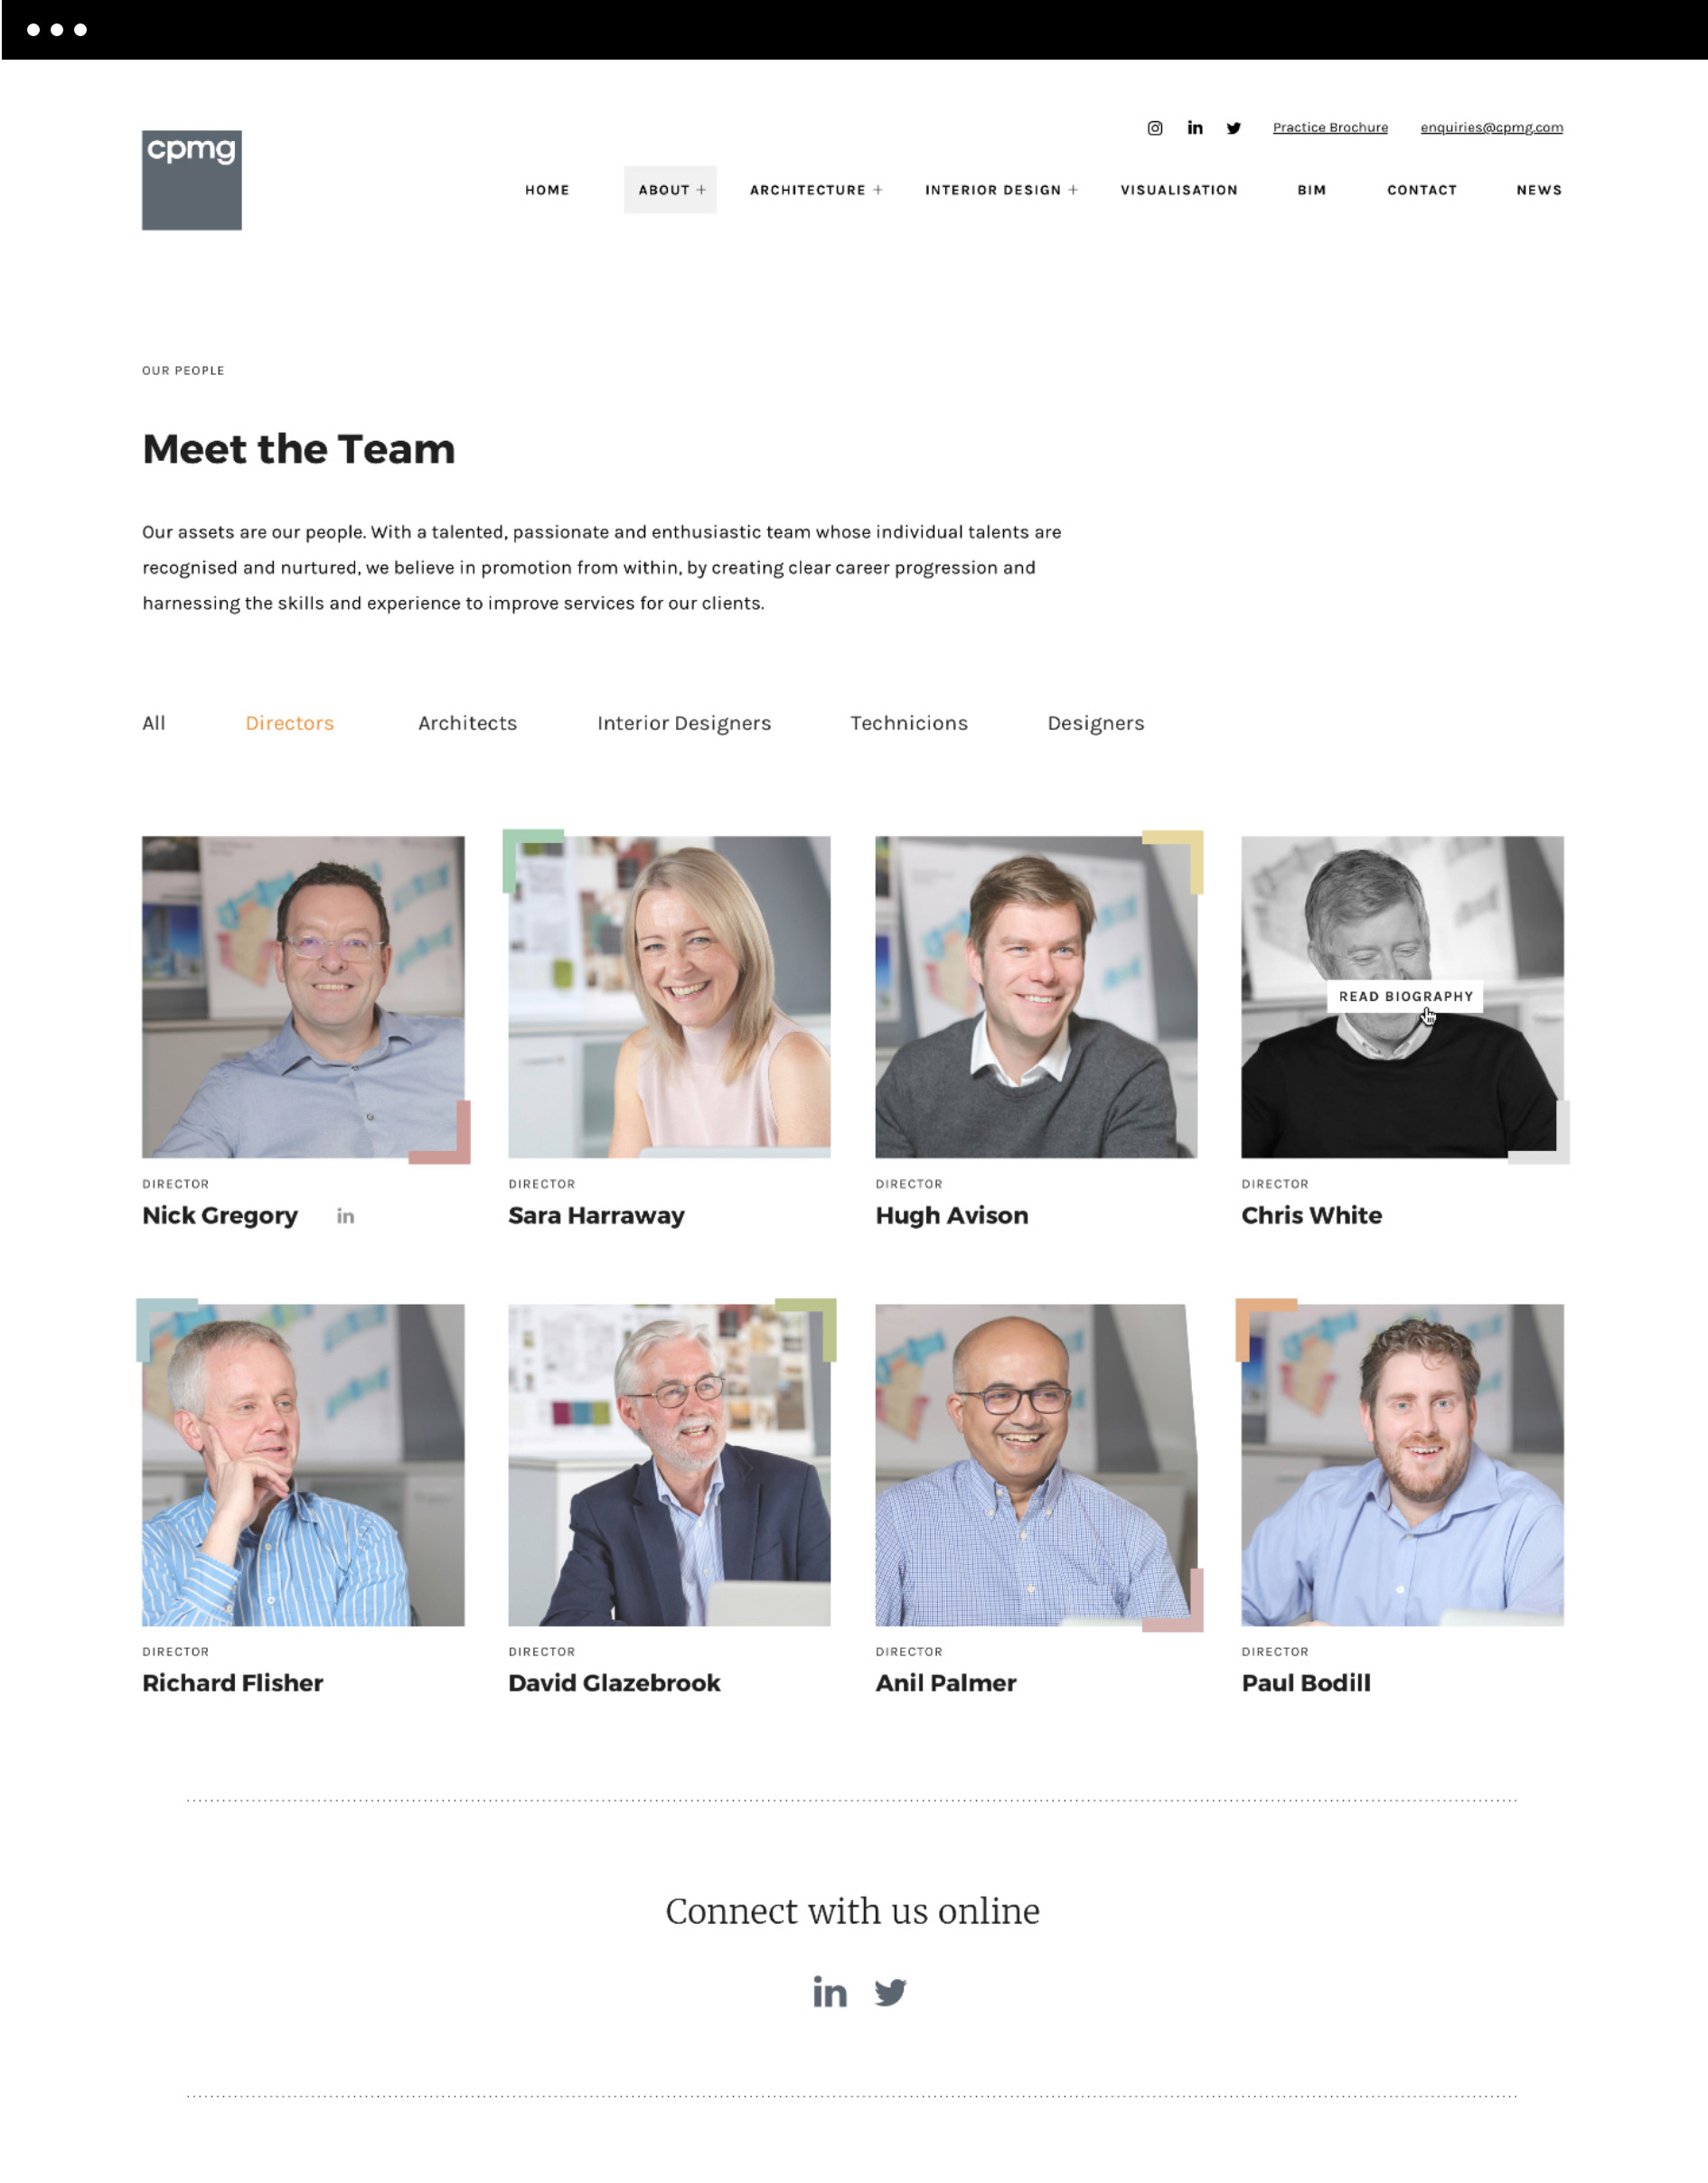 cpmg
Practice Brochure
enquiries@cpmg.com
HOME
ABOUT +
ARCHITECTURE +
INTERIOR DESIGN +
VISUALISATION
BIM
CONTACT
NEWS
OUR PEOPLE
Meet the Team
Our assets are our people. With a talented, passionate and enthusiastic team whose individual talents are
recognised and nurtured, we believe in promotion from within, by creating clear career progression and
harnessing the skills and experience to improve services for our clients.
All
Directors
Architects
Interior Designers
Technicions
Designers
READ BIOGRAPHY
DIRECTOR
Nick Gregory
in
DIRECTOR
Sara Harraway
DIRECTOR
Hugh Avison
DIRECTOR
Chris White
DIRECTOR
Richard Flisher
DIRECTOR
David Glazebrook
DIRECTOR
Anil Palmer
DIRECTOR
Paul Bodill
Connect with us online
in